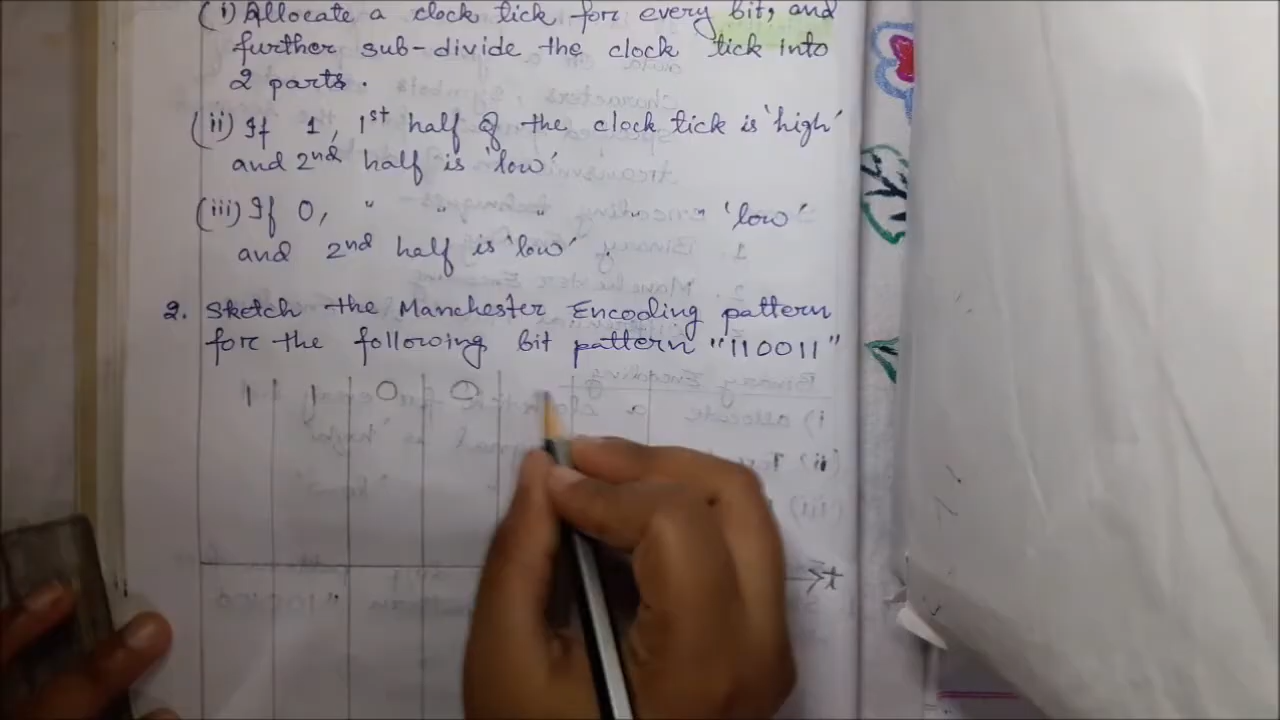 (i) Allocate a clock tick for every bit, and
further sub-divide the clock tick into
2 parts.
(ii) If 1, 1st half of the clock tick is 'high'
and 2nd half is 'low'
(iii) If 0, " " " " " 'low'
and 2nd half is 'low'.
2. Sketch the Manchester Encoding pattern
for the following bit pattern "110011"
1 1 0 0
t